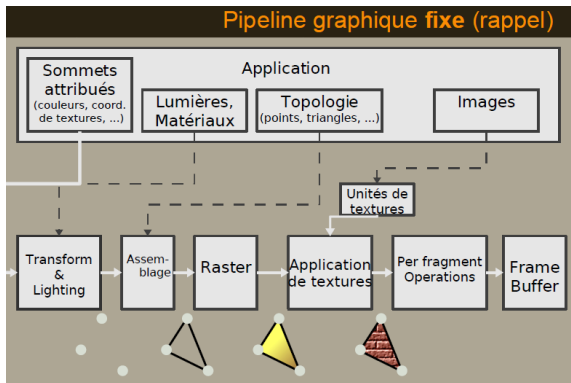 Pipeline graphique fixe (rappel)
Application
Sommets
attribués
(couleurs, coord.
de textures, ...)
Lumières,
Matériaux
Topologie
(points, triangles, ...)
Images
Unités de
textures
Transform
&
Lighting
Assem-
blage
Raster
Application
de textures
Per fragment
Operations
Frame
Buffer